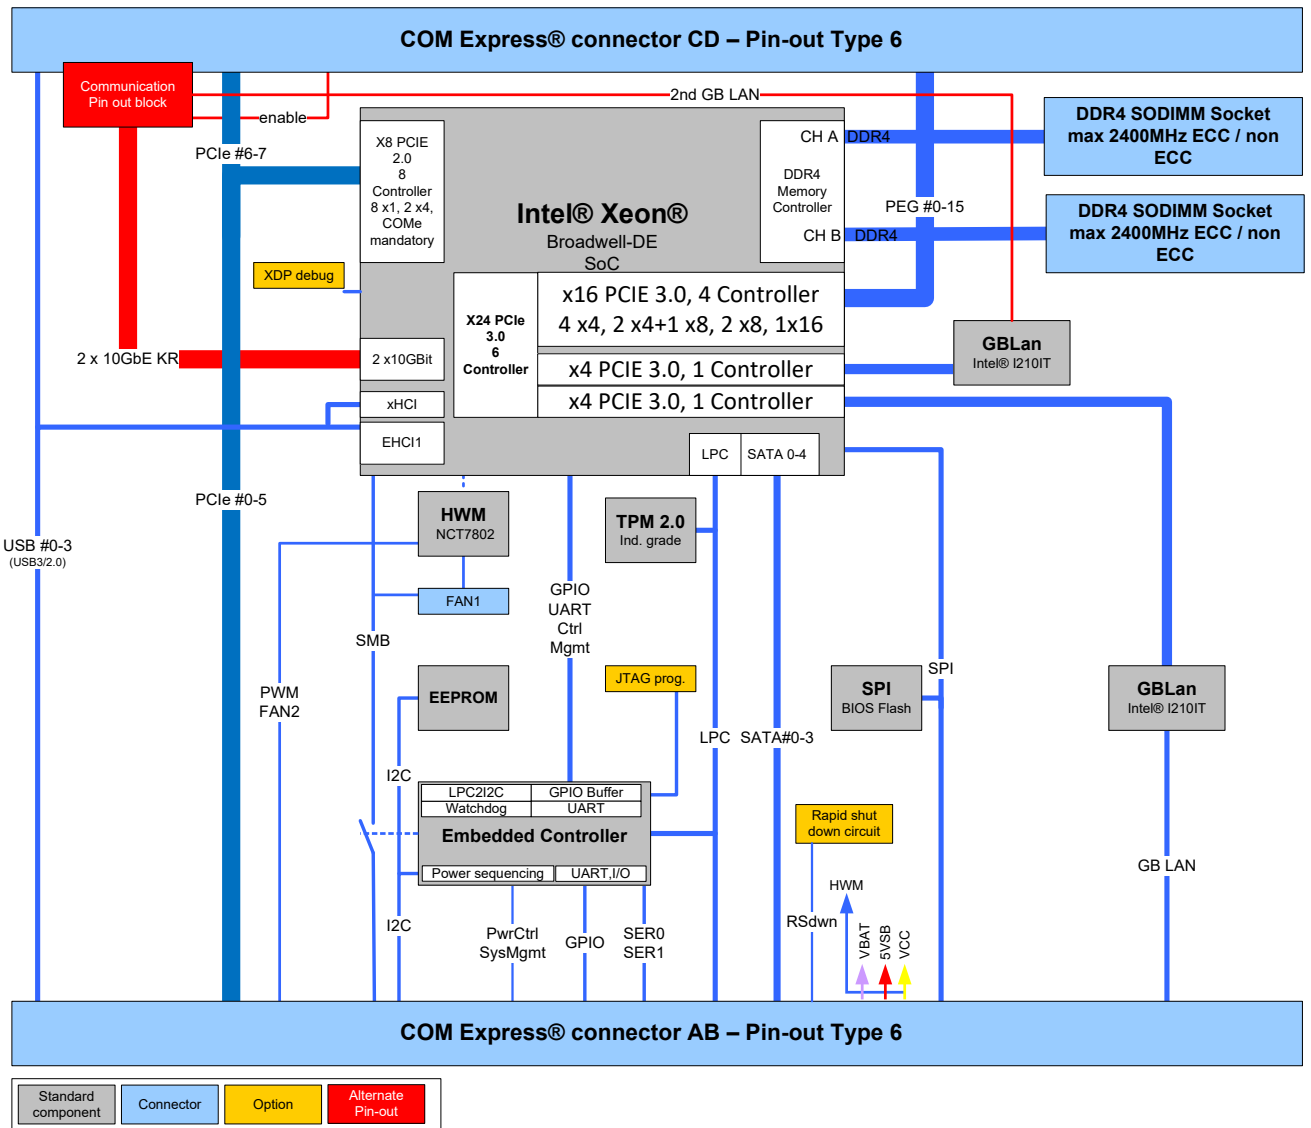 COM Express® connector CD – Pin-out Type 6
Communication
Pin out block
2nd GB LAN
enable
PCIe #6-7
X8 PCIE
2.0
8
Controller
8 x1, 2 x4,
COMe
mandatory
Intel® Xeon®
Broadwell-DE
SoC
CH A
DDR4
Memory
Controller
CH B
DDR4
DDR4
DDR4 SODIMM Socket
max 2400MHz ECC / non
ECC
PEG #0-15
DDR4 SODIMM Socket
max 2400MHz ECC / non
ECC
XDP debug
X24 PCIe
3.0
6
Controller
x16 PCIE 3.0, 4 Controller
4 x4, 2 x4+1 x8, 2 x8, 1x16
x4 PCIE 3.0, 1 Controller
x4 PCIE 3.0, 1 Controller
GBLan
Intel® I210IT
2 x 10GbE KR
2 x10GBit
xHCI
EHCI1
LPC
SATA 0-4
PCIe #0-5
USB #0-3
(USB3/2.0)
HWM
NCT7802
TPM 2.0
Ind. grade
FAN1
GPIO
UART
Ctrl
Mgmt
SMB
PWM
FAN2
EEPROM
JTAG prog.
SPI
SPI
BIOS Flash
GBLan
Intel® I210IT
LPC
SATA#0-3
I2C
LPC2I2C
GPIO Buffer
Watchdog
UART
Embedded Controller
Power sequencing
UART,I/O
Rapid shut
down circuit
GB LAN
HWM
I2C
PwrCtrl
SysMgmt
GPIO
SER0
SER1
RSdwn
VBAT
5VSB
VCC
COM Express® connector AB – Pin-out Type 6
Standard
component
Connector
Option
Alternate
Pin-out